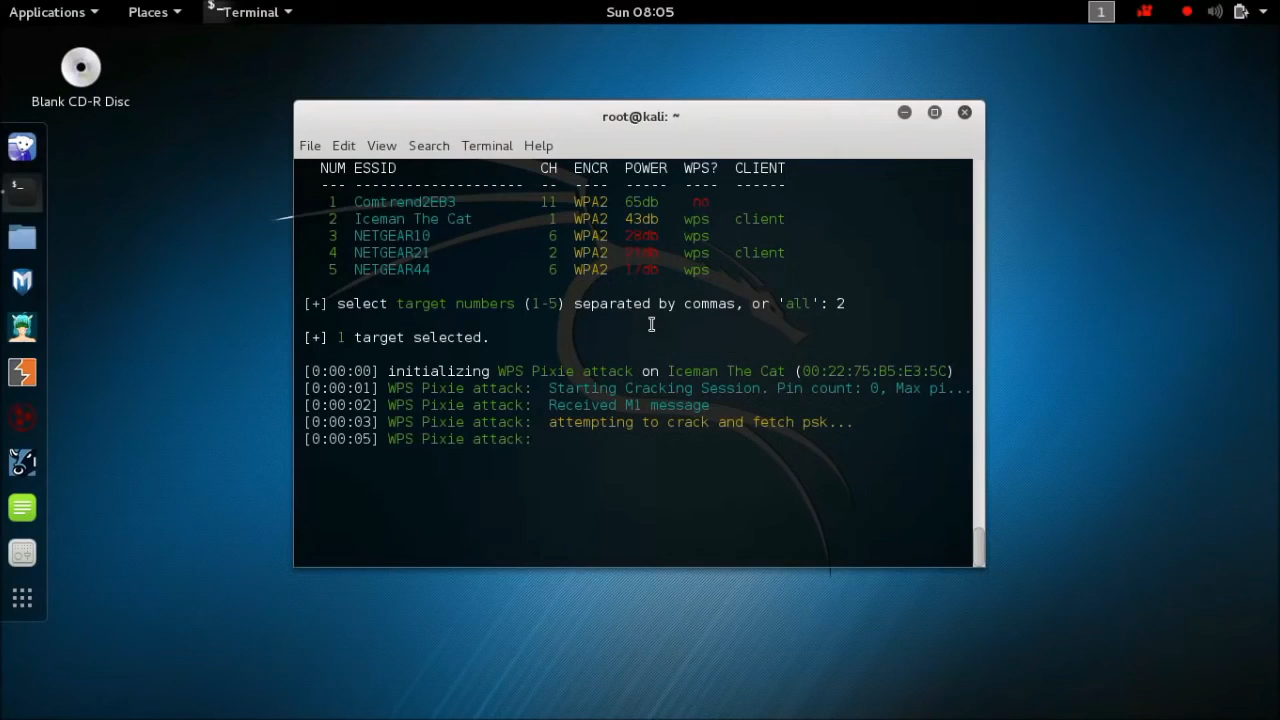 Applications Places Terminal Sun 08:05 1
Blank CD-R Disc
root@kali: ~
File Edit View Search Terminal Help
NUM ESSID CH ENCR POWER WPS? CLIENT
--- -------------------- -- ---- ----- ---- ------
1 Comtrend2EB3 11 WPA2 65db no
2 Iceman The Cat 1 WPA2 43db wps client
3 NETGEAR10 6 WPA2 28db wps
4 NETGEAR21 2 WPA2 21db wps client
5 NETGEAR44 6 WPA2 17db wps
[+] select target numbers (1-5) separated by commas, or 'all': 2
[+] 1 target selected.
[0:00:00] initializing WPS Pixie attack on Iceman The Cat (00:22:75:B5:E3:5C)
[0:00:01] WPS Pixie attack: Starting Cracking Session. Pin count: 0, Max pi...
[0:00:02] WPS Pixie attack: Received M1 message
[0:00:03] WPS Pixie attack: attempting to crack and fetch psk...
[0:00:05] WPS Pixie attack: